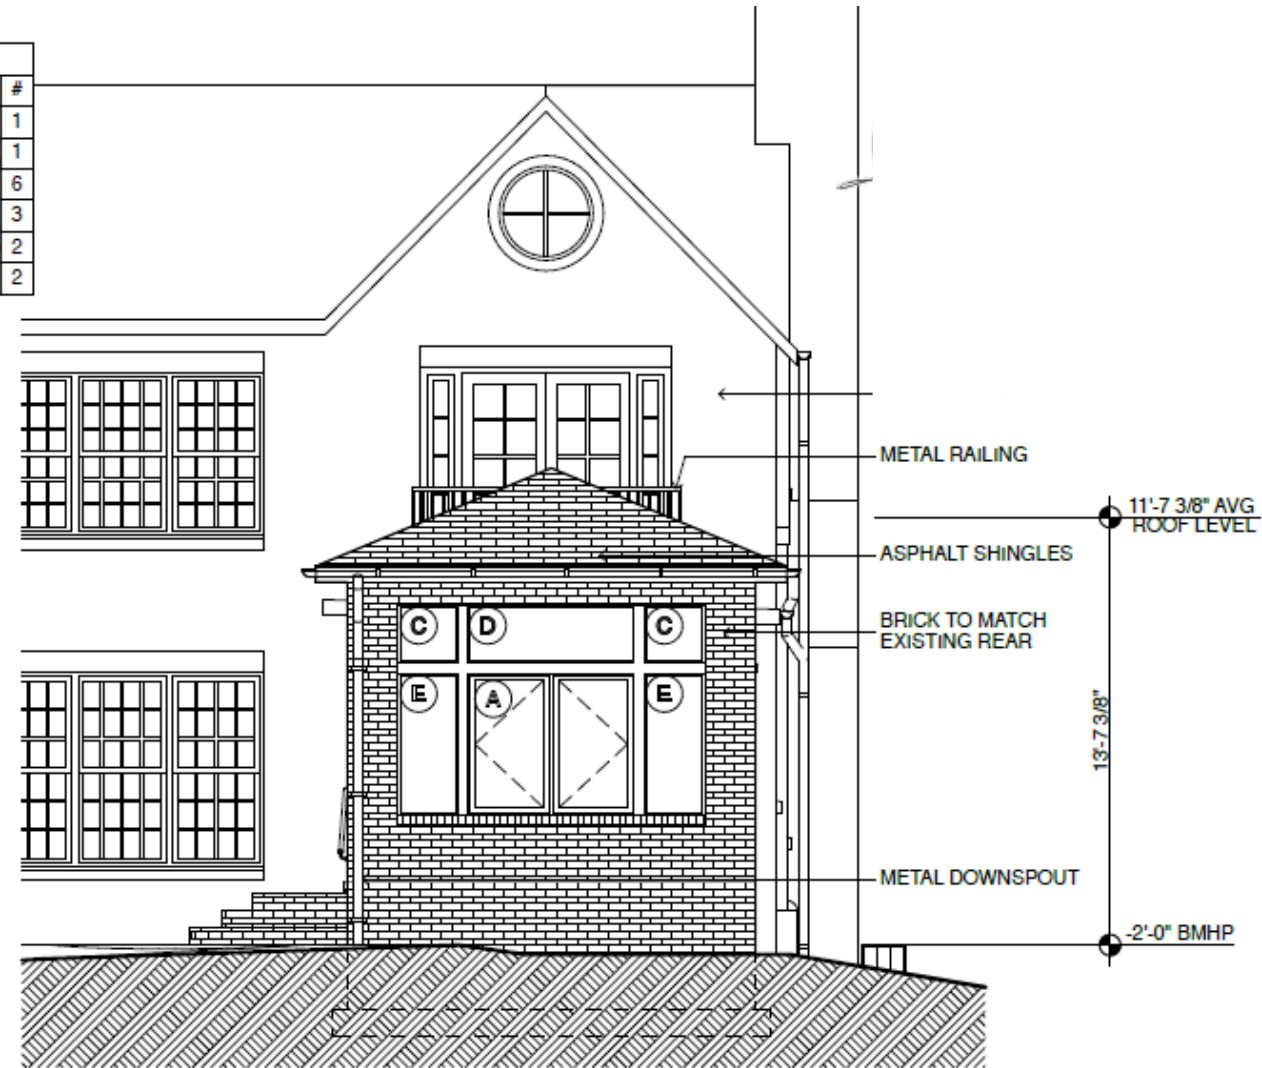 #
1
1
6
3
2
2
METAL RAILING
11'-7 3/8" AVG
ROOF LEVEL
ASPHALT SHINGLES
BRICK TO MATCH
EXISTING REAR
C D C
E A E
13'-7 3/8"
METAL DOWNSPOUT
-2'-0" BMHP